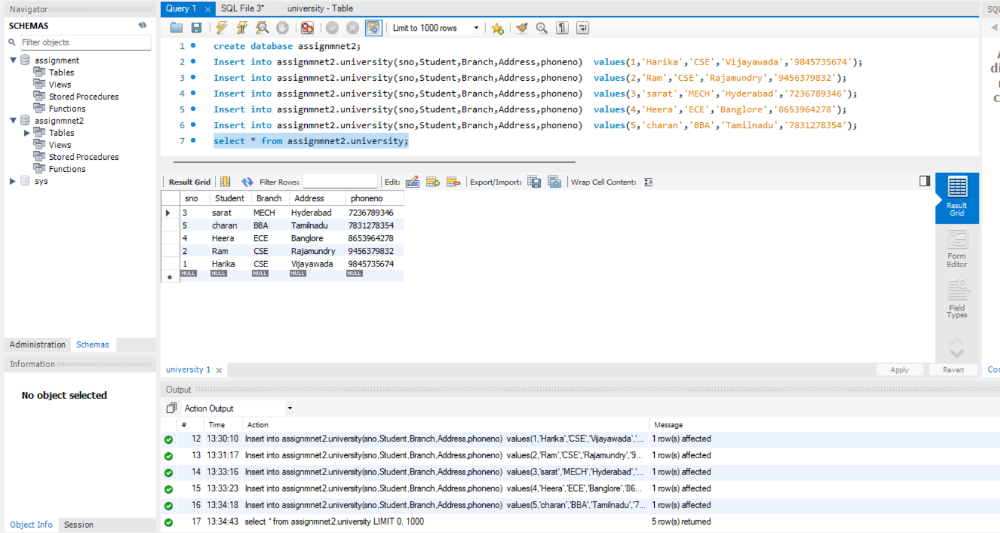 Navigator
SCHEMAS
Filter objects
assignment
Tables
Views
Stored Procedures
Functions
assignmnet2
Tables
Views
Stored Procedures
Functions
sys
Administration Schemas
Information
No object selected
Object Info Session
Query 1 SQL File 3* university - Table
Limit to 1000 rows
1 create database assignmnet2;
2 Insert into assignmnet2.university(sno,Student,Branch,Address,phoneno) values(1,'Harika','CSE','Vijayawada','9845735674');
3 Insert into assignmnet2.university(sno,Student,Branch,Address,phoneno) values(2,'Ram','CSE','Rajamundry','9456379832');
4 Insert into assignmnet2.university(sno,Student,Branch,Address,phoneno) values(3,'sarat','MECH','Hyderabad','7236789346');
5 Insert into assignmnet2.university(sno,Student,Branch,Address,phoneno) values(4,'Heera','ECE','Banglore','8653964278');
6 Insert into assignmnet2.university(sno,Student,Branch,Address,phoneno) values(5,'charan','BBA','Tamilnadu','7831278354');
7 select * from assignmnet2.university;
Result Grid Filter Rows: Edit: Export/Import: Wrap Cell Content:
sno Student Branch Address phoneno
3 sarat MECH Hyderabad 7236789346
5 charan BBA Tamilnadu 7831278354
4 Heera ECE Banglore 8653964278
2 Ram CSE Rajamundry 9456379832
1 Harika CSE Vijayawada 9845735674
NULL NULL NULL NULL NULL
Result
Grid
Form
Editor
Field
Types
university 1 Apply Revert
Output
Action Output
# Time Action Message
12 13:30:10 Insert into assignmnet2.university(sno,Student,Branch,Address,phoneno) values(1,'Harika','CSE','Vijayawada','... 1 row(s) affected
13 13:31:17 Insert into assignmnet2.university(sno,Student,Branch,Address,phoneno) values(2,'Ram','CSE','Rajamundry','9... 1 row(s) affected
14 13:33:16 Insert into assignmnet2.university(sno,Student,Branch,Address,phoneno) values(3,'sarat','MECH','Hyderabad','... 1 row(s) affected
15 13:33:23 Insert into assignmnet2.university(sno,Student,Branch,Address,phoneno) values(4,'Heera','ECE','Banglore','86... 1 row(s) affected
16 13:34:18 Insert into assignmnet2.university(sno,Student,Branch,Address,phoneno) values(5,'charan','BBA','Tamilnadu','7... 1 row(s) affected
17 13:34:43 select * from assignmnet2.university LIMIT 0, 1000 5 row(s) returned